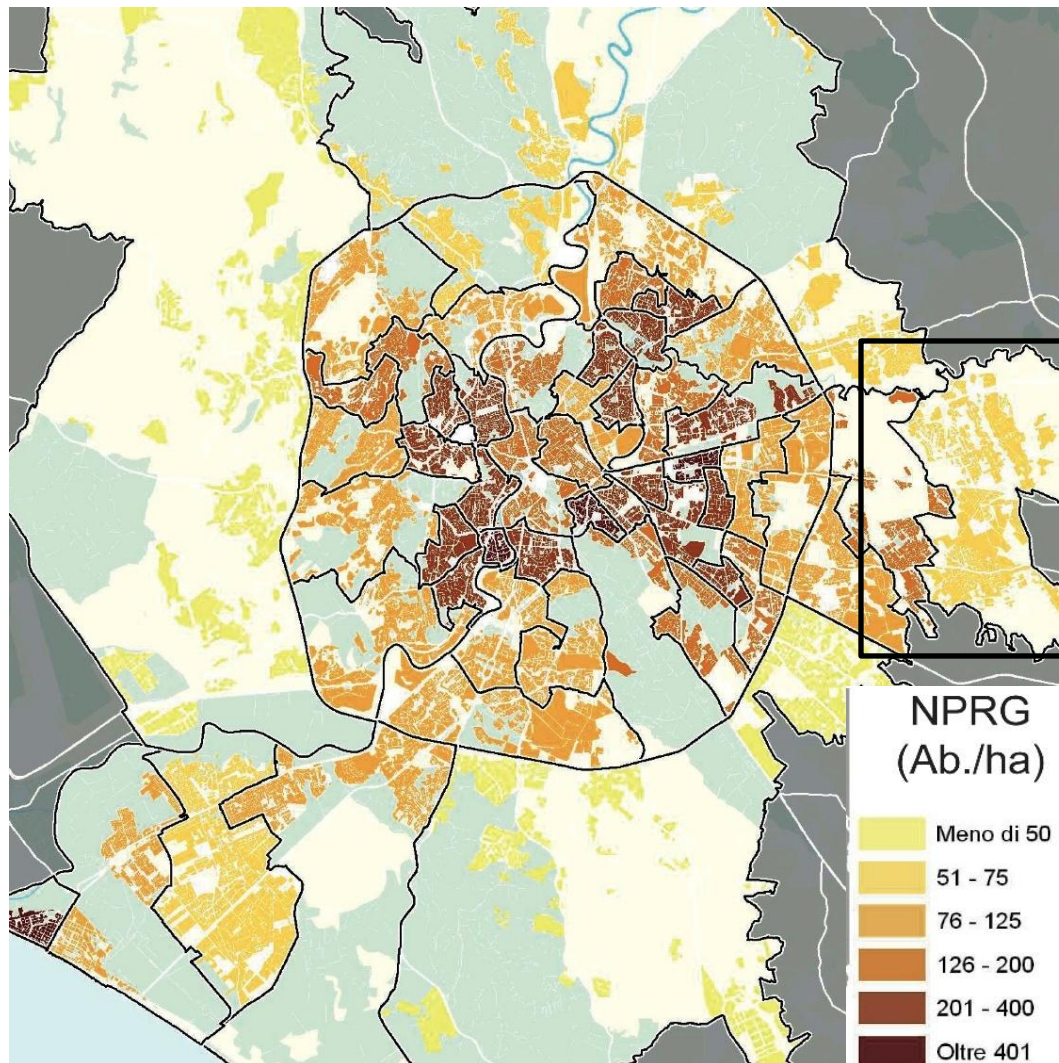 NPRG
(Ab./ha)
Meno di 50
51 - 75
76 - 125
126 - 200
201 - 400
Oltre 401